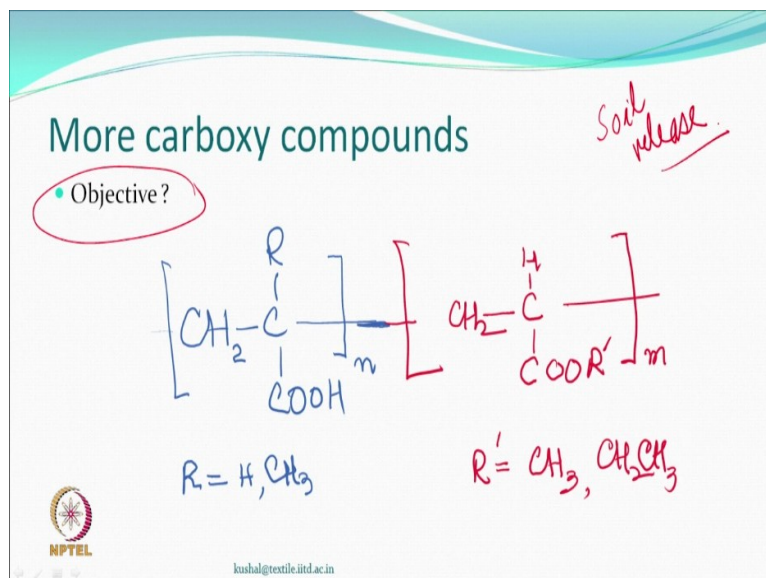 Soil
release.
More carboxy compounds
• Objective?
R
H
[CH₂-C]n [CH₂-C]m
COOH
COOR'
R = H, CH₃
R' = CH₃, CH₂CH₃
NPTEL
kushal@textile.iitd.ac.in